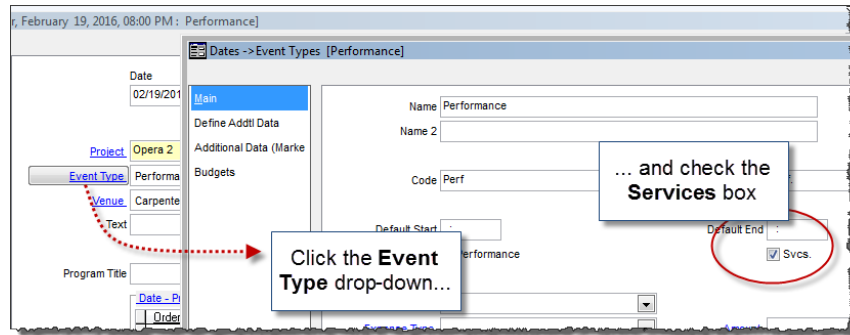 r, February 19, 2016, 08:00 PM : Performance]
Dates ->Event Types [Performance]
Date
02/19/201
Project Opera 2
Event Type Performa
Venue Carpente
Text
Program Title
Date - P
Order
Main
Define Addtl Data
Additional Data (Marke
Budgets
Name Performance
Name 2
Code Perf
Default Start :
Default End :
Performance
Svcs.
Expense Type
Amount
Click the Event
Type drop-down...
... and check the
Services box